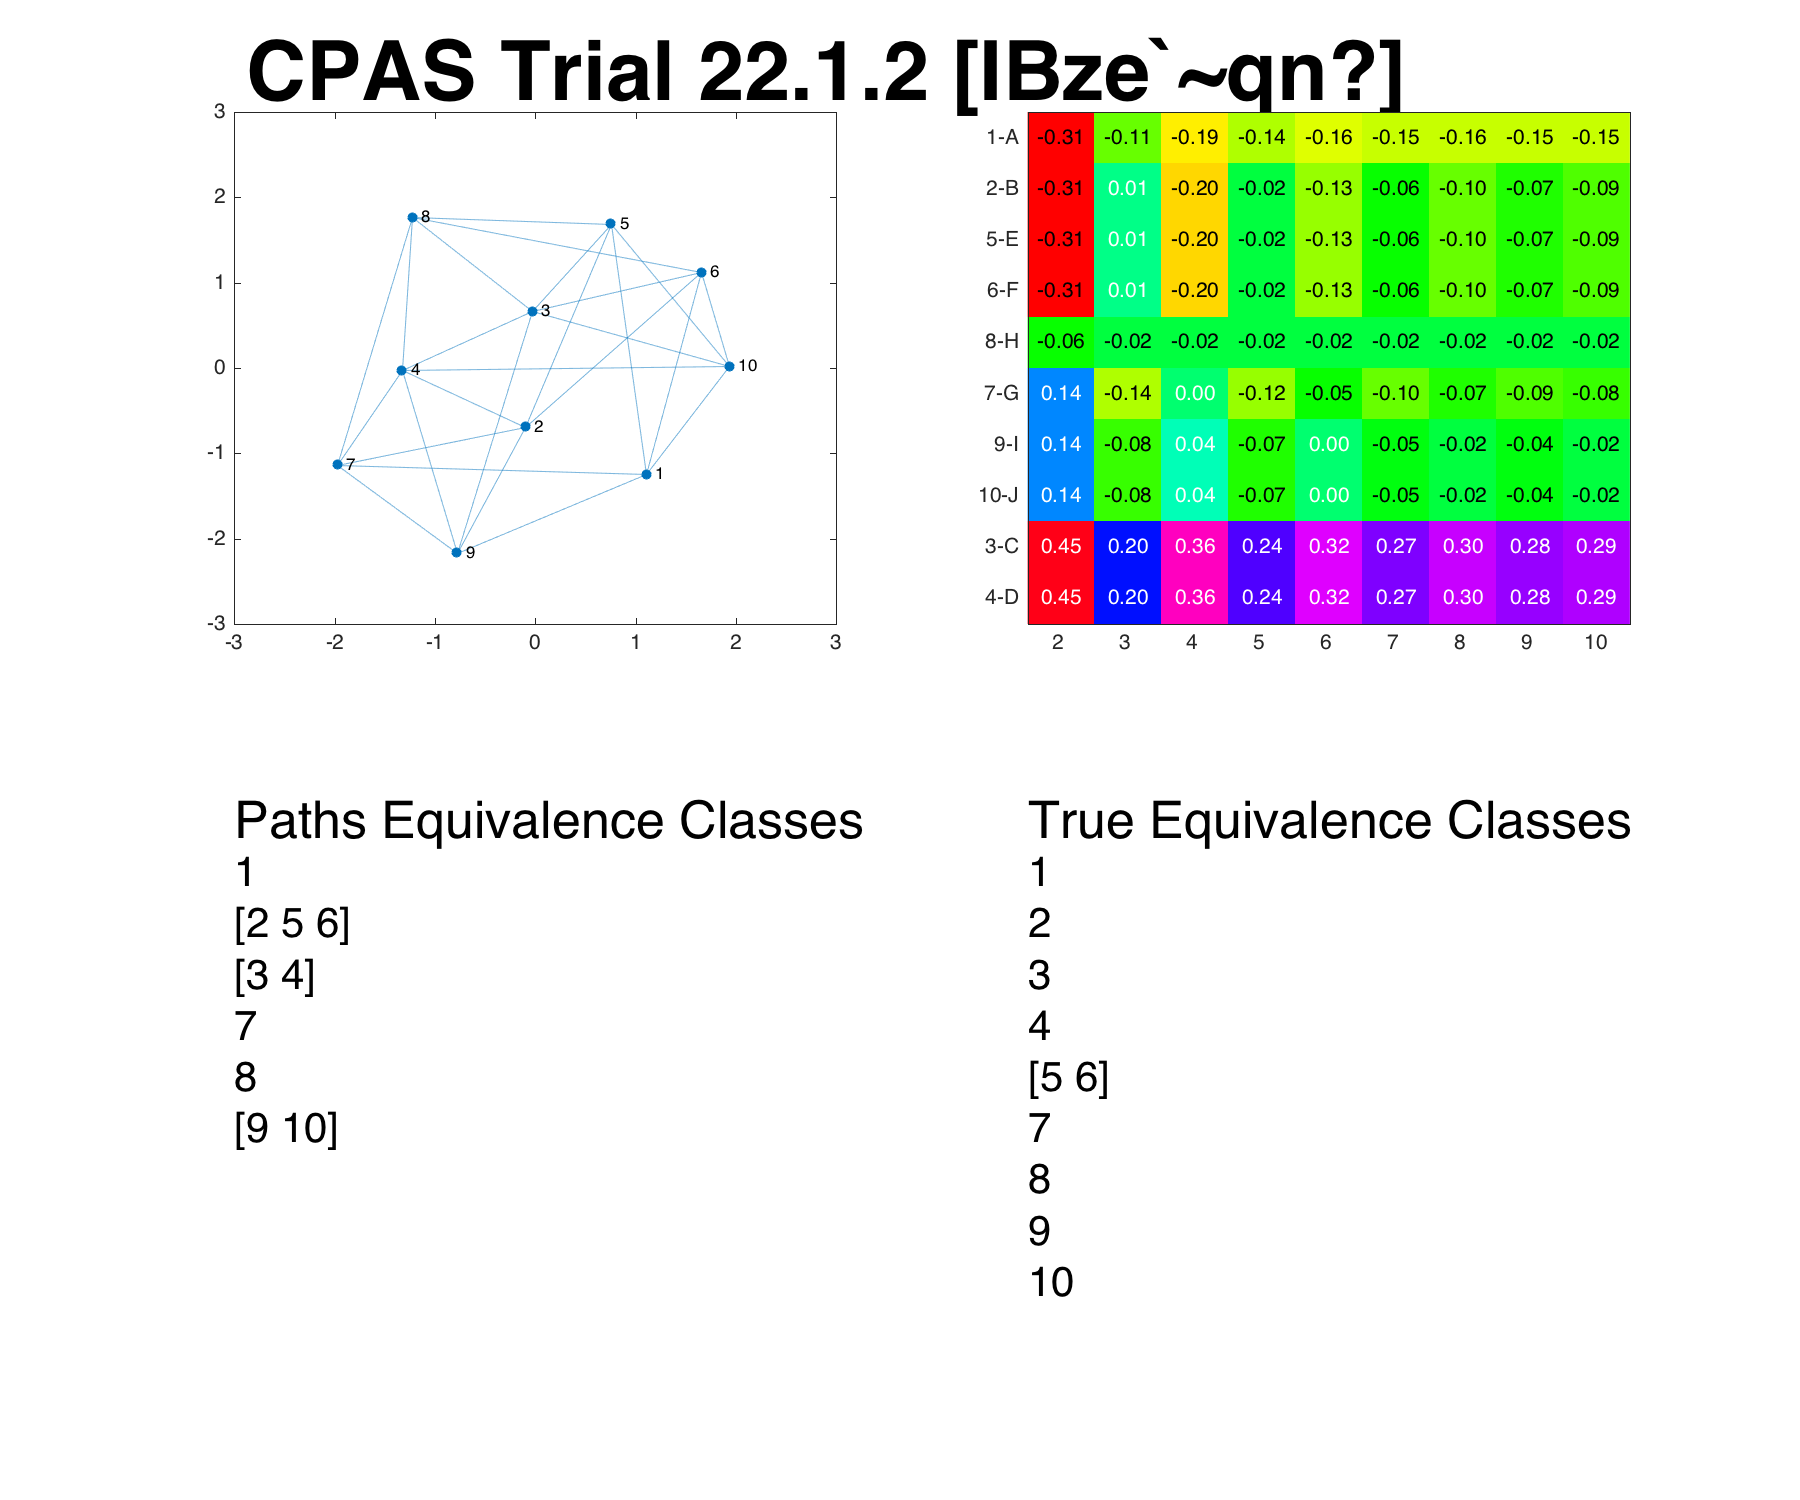 CPAS Trial 22.1.2 [IBze`~qn?]
3
2
1
0
-1
-2
-3
-3 -2 -1 0 1 2 3
8
5
6
3
4
10
2
7
1
9
1-A -0.31 -0.11 -0.19 -0.14 -0.16 -0.15 -0.16 -0.15 -0.15
2-B -0.31 0.01 -0.20 -0.02 -0.13 -0.06 -0.10 -0.07 -0.09
5-E -0.31 0.01 -0.20 -0.02 -0.13 -0.06 -0.10 -0.07 -0.09
6-F -0.31 0.01 -0.20 -0.02 -0.13 -0.06 -0.10 -0.07 -0.09
8-H -0.06 -0.02 -0.02 -0.02 -0.02 -0.02 -0.02 -0.02 -0.02
7-G 0.14 -0.14 0.00 -0.12 -0.05 -0.10 -0.07 -0.09 -0.08
9-I 0.14 -0.08 0.04 -0.07 0.00 -0.05 -0.02 -0.04 -0.02
10-J 0.14 -0.08 0.04 -0.07 0.00 -0.05 -0.02 -0.04 -0.02
3-C 0.45 0.20 0.36 0.24 0.32 0.27 0.30 0.28 0.29
4-D 0.45 0.20 0.36 0.24 0.32 0.27 0.30 0.28 0.29
2 3 4 5 6 7 8 9 10
Paths Equivalence Classes
1
[2 5 6]
[3 4]
7
8
[9 10]
True Equivalence Classes
1
2
3
4
[5 6]
7
8
9
10